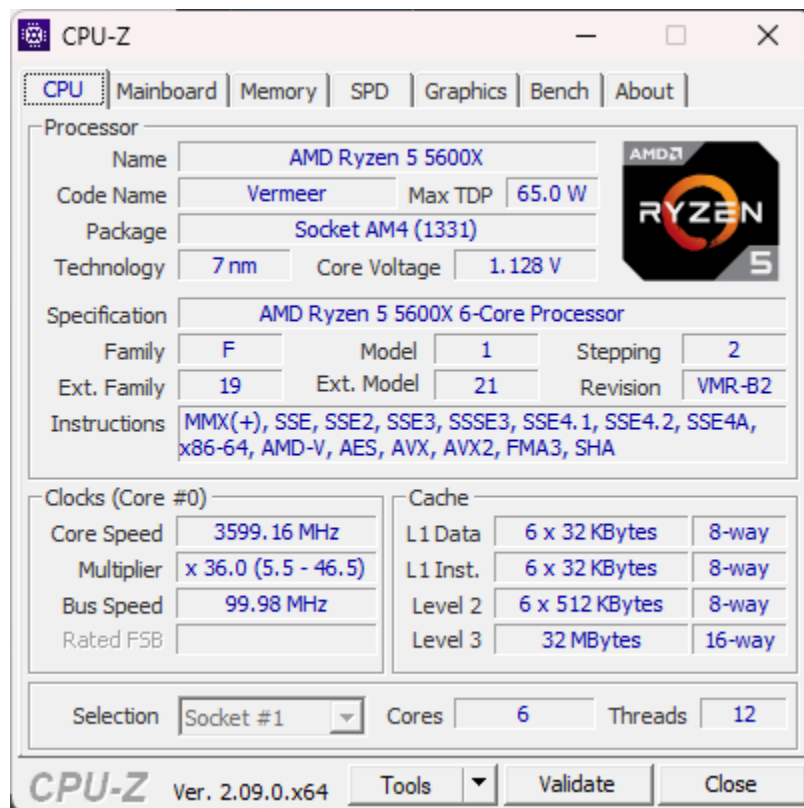 CPU-Z
CPU Mainboard Memory SPD Graphics Bench About
Processor
Name AMD Ryzen 5 5600X
Code Name Vermeer Max TDP 65.0 W
Package Socket AM4 (1331)
Technology 7 nm Core Voltage 1.128 V
AMD
RYZEN
5
Specification AMD Ryzen 5 5600X 6-Core Processor
Family F Model 1 Stepping 2
Ext. Family 19 Ext. Model 21 Revision VMR-B2
Instructions MMX(+), SSE, SSE2, SSE3, SSSE3, SSE4.1, SSE4.2, SSE4A,
x86-64, AMD-V, AES, AVX, AVX2, FMA3, SHA
Clocks (Core #0)
Core Speed 3599.16 MHz
Multiplier x 36.0 (5.5 - 46.5)
Bus Speed 99.98 MHz
Rated FSB
Cache
L1 Data 6 x 32 KBytes 8-way
L1 Inst. 6 x 32 KBytes 8-way
Level 2 6 x 512 KBytes 8-way
Level 3 32 MBytes 16-way
Selection Socket #1 Cores 6 Threads 12
CPU-Z Ver. 2.09.0.x64 Tools Validate Close